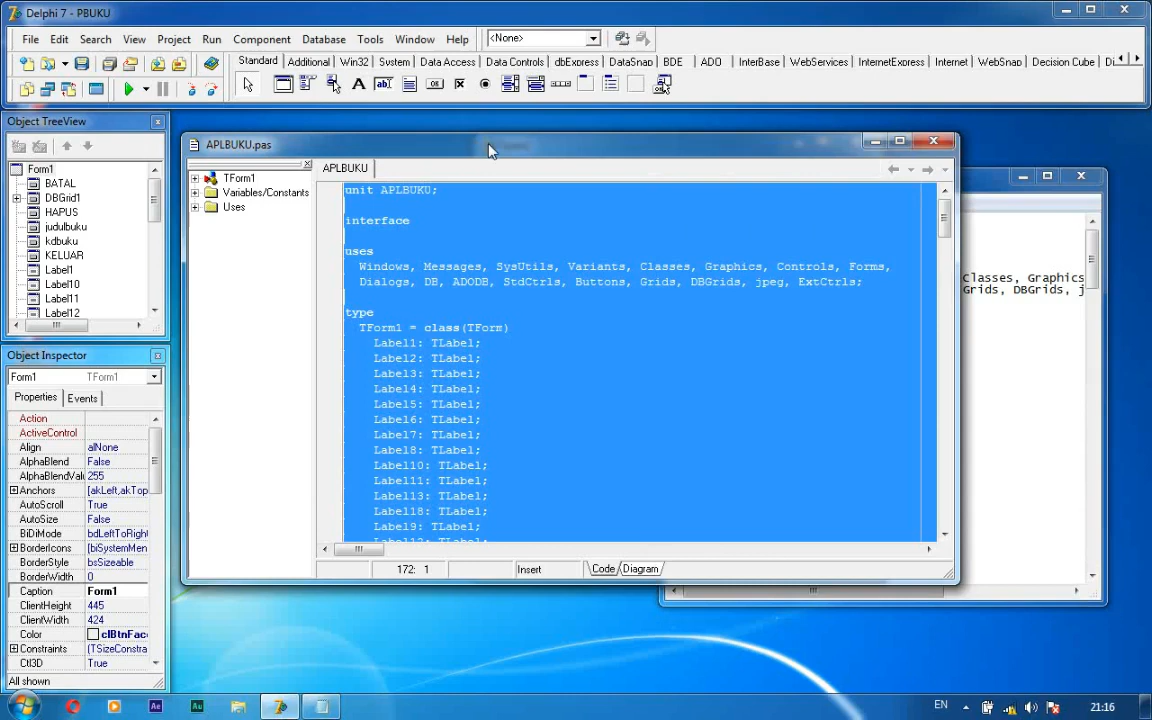 Delphi 7 - PBUKU
File Edit Search View Project Run Component Database Tools Window Help
<None>
Standard Additional Win32 System Data Access Data Controls dbExpress DataSnap BDE ADO InterBase WebServices InternetExpress Internet WebSnap Decision Cube
Object TreeView
Form1
BATAL
DBGrid1
HAPUS
judulbuku
kdbuku
KELUAR
Label1
Label10
Label11
Label12
Object Inspector
Form1 TForm1
Properties Events
Action
ActiveControl
Align alNone
AlphaBlend False
AlphaBlendVal 255
Anchors [akLeft,akTop
AutoScroll True
AutoSize False
BiDiMode bdLeftToRight
BorderIcons [biSystemMen
BorderStyle bsSizeable
BorderWidth 0
Caption Form1
ClientHeight 445
ClientWidth 424
Color clBtnFac
Constraints (TSizeConstra
Ctl3D True
All shown
APLBUKU.pas
TForm1
Variables/Constants
Uses
APLBUKU
unit APLBUKU;
interface
uses
Windows, Messages, SysUtils, Variants, Classes, Graphics, Controls, Forms,
Dialogs, DB, ADODB, StdCtrls, Buttons, Grids, DBGrids, jpeg, ExtCtrls;
type
TForm1 = class(TForm)
Label1: TLabel;
Label2: TLabel;
Label3: TLabel;
Label4: TLabel;
Label5: TLabel;
Label6: TLabel;
Label7: TLabel;
Label8: TLabel;
Label10: TLabel;
Label11: TLabel;
Label13: TLabel;
Label18: TLabel;
Label9: TLabel;
Label12: TLabel;
172: 1 Insert Code Diagram
Classes, Graphics
Grids, DBGrids, j
Ae Au EN 21:16